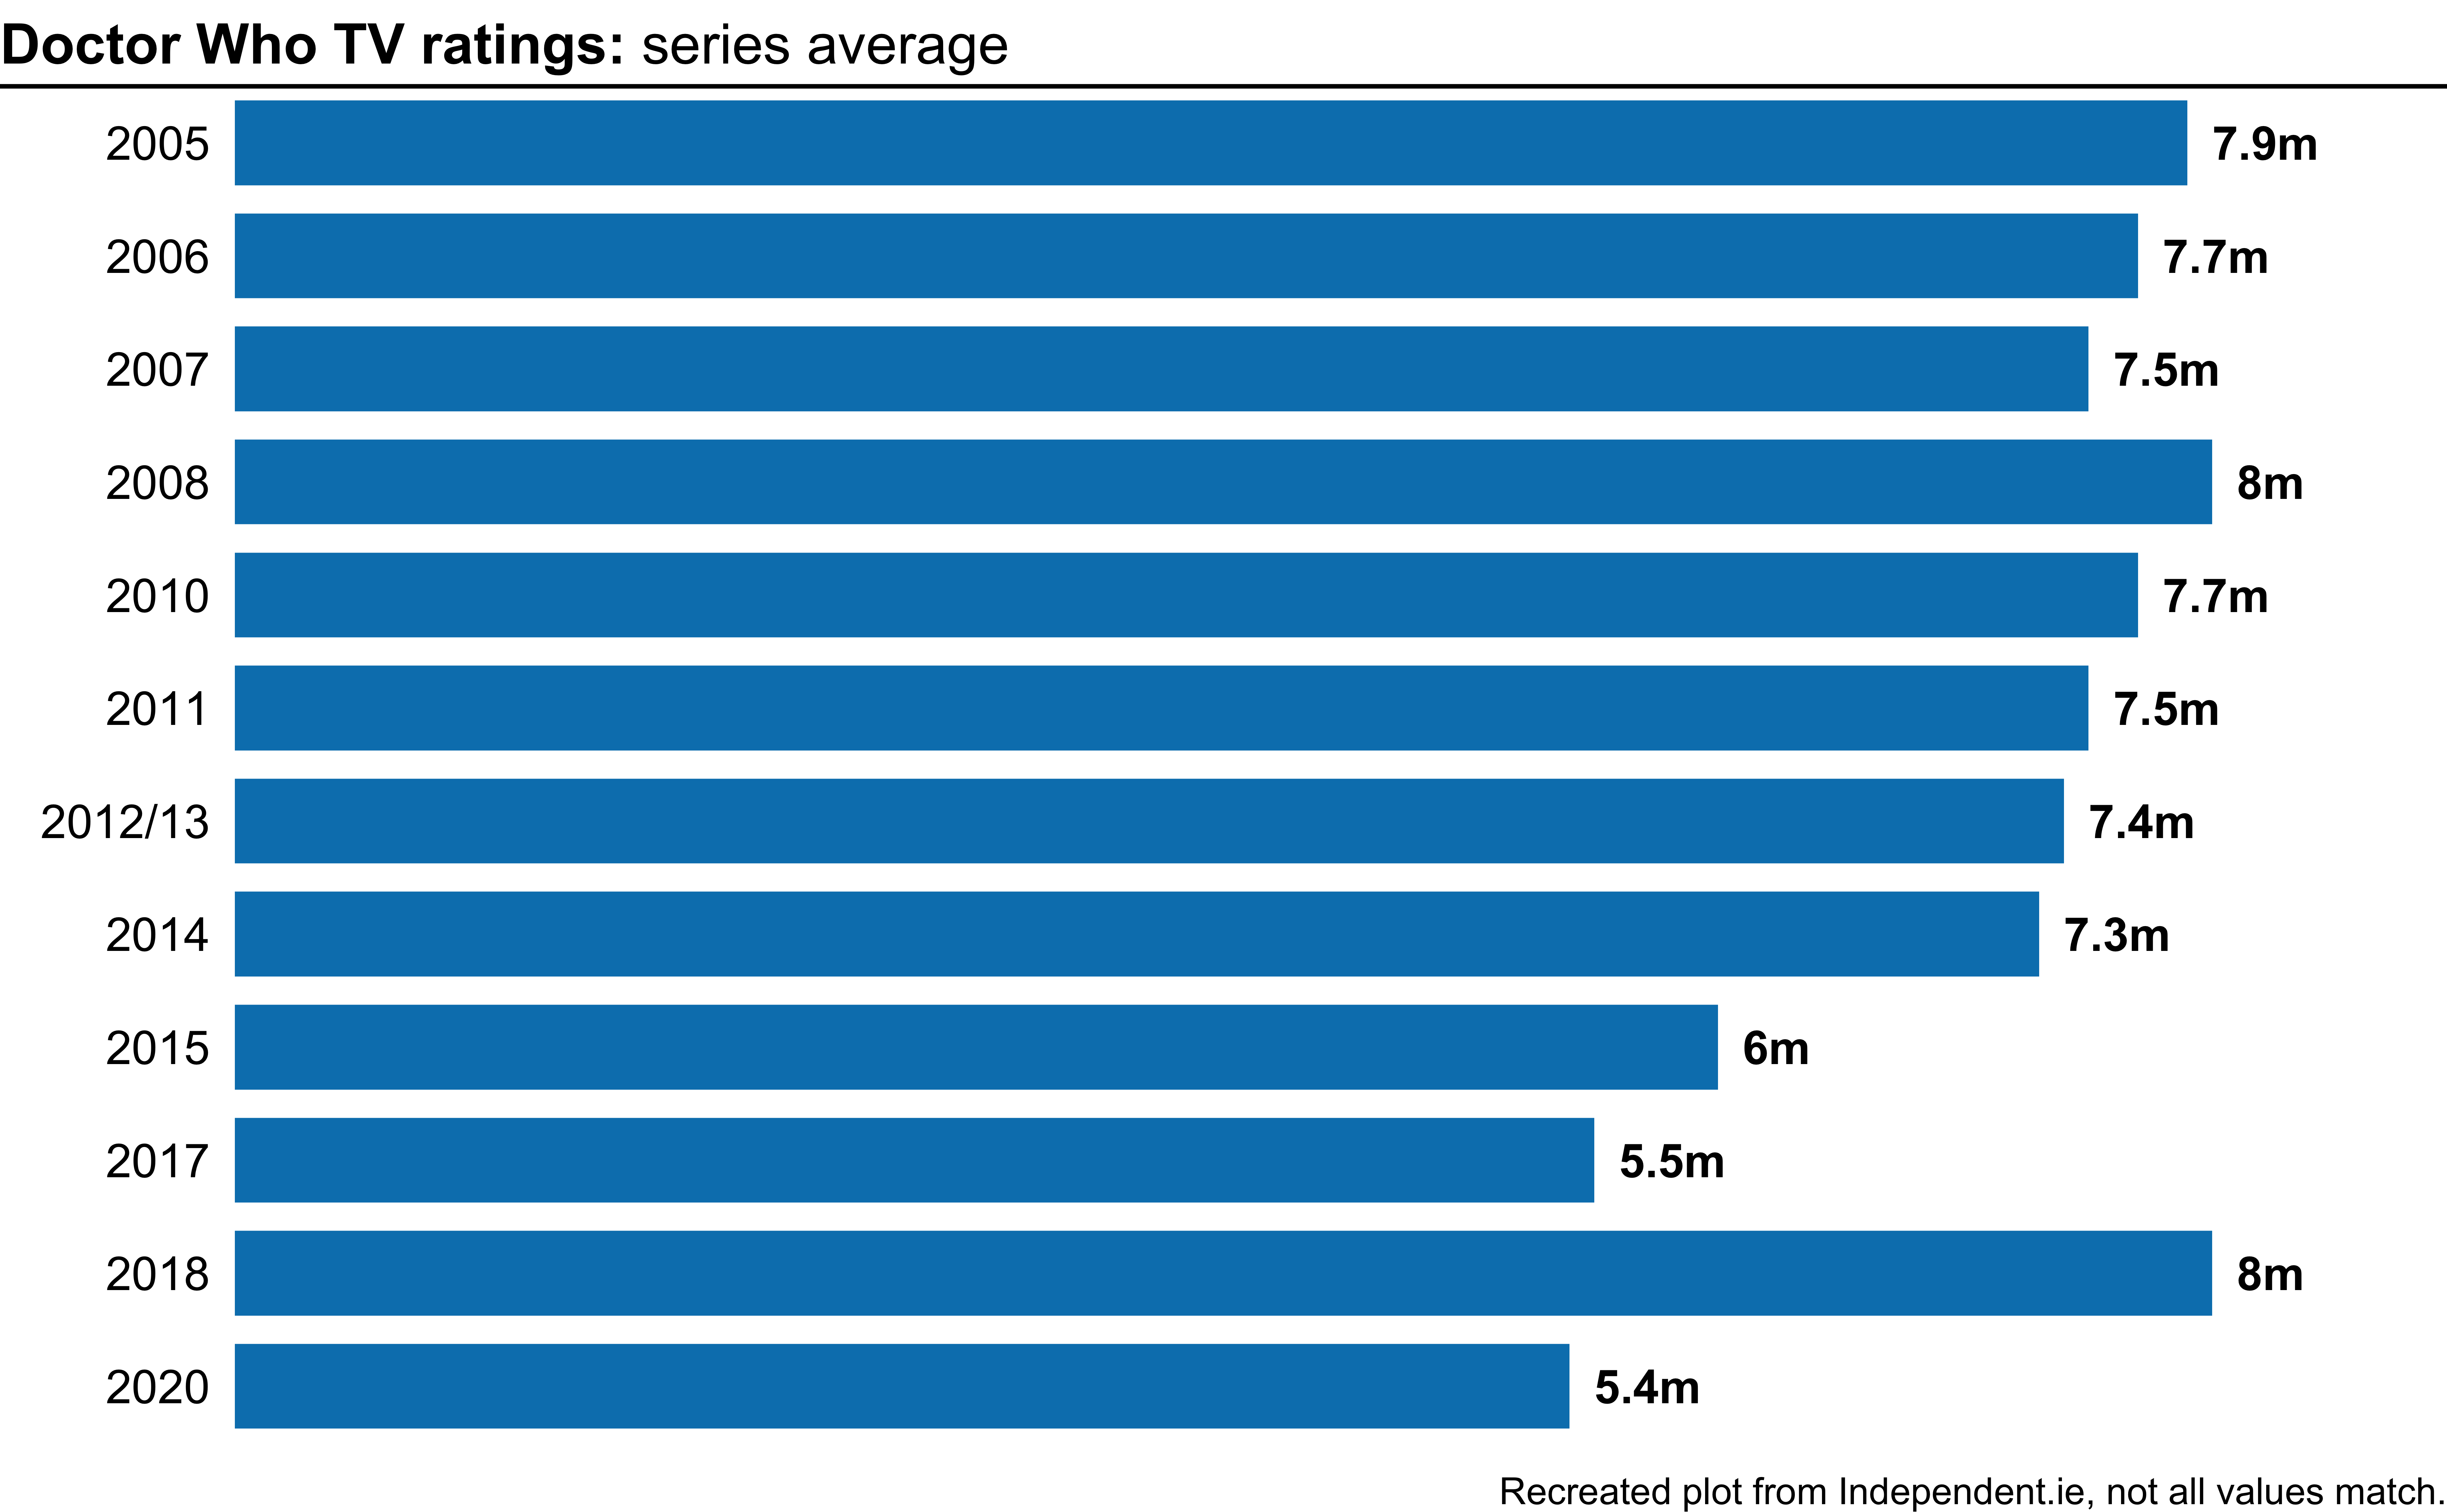 Doctor Who TV ratings: series average
2005 7.9m
2006 7.7m
2007 7.5m
2008 8m
2010 7.7m
2011 7.5m
2012/13 7.4m
2014 7.3m
2015 6m
2017 5.5m
2018 8m
2020 5.4m
Recreated plot from Independent.ie, not all values match.